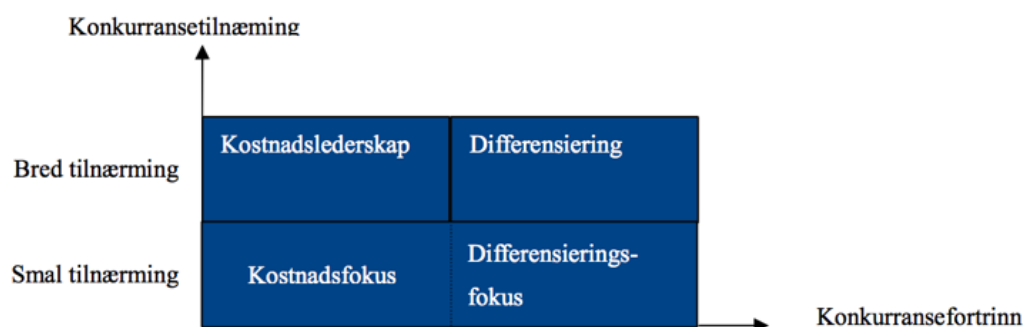 Konkurransetilnæming
Kostnadslederskap
Differensiering
Bred tilnærming
Smal tilnærming
Kostnadsfokus
Differensierings-
fokus
Konkurransefortrinn